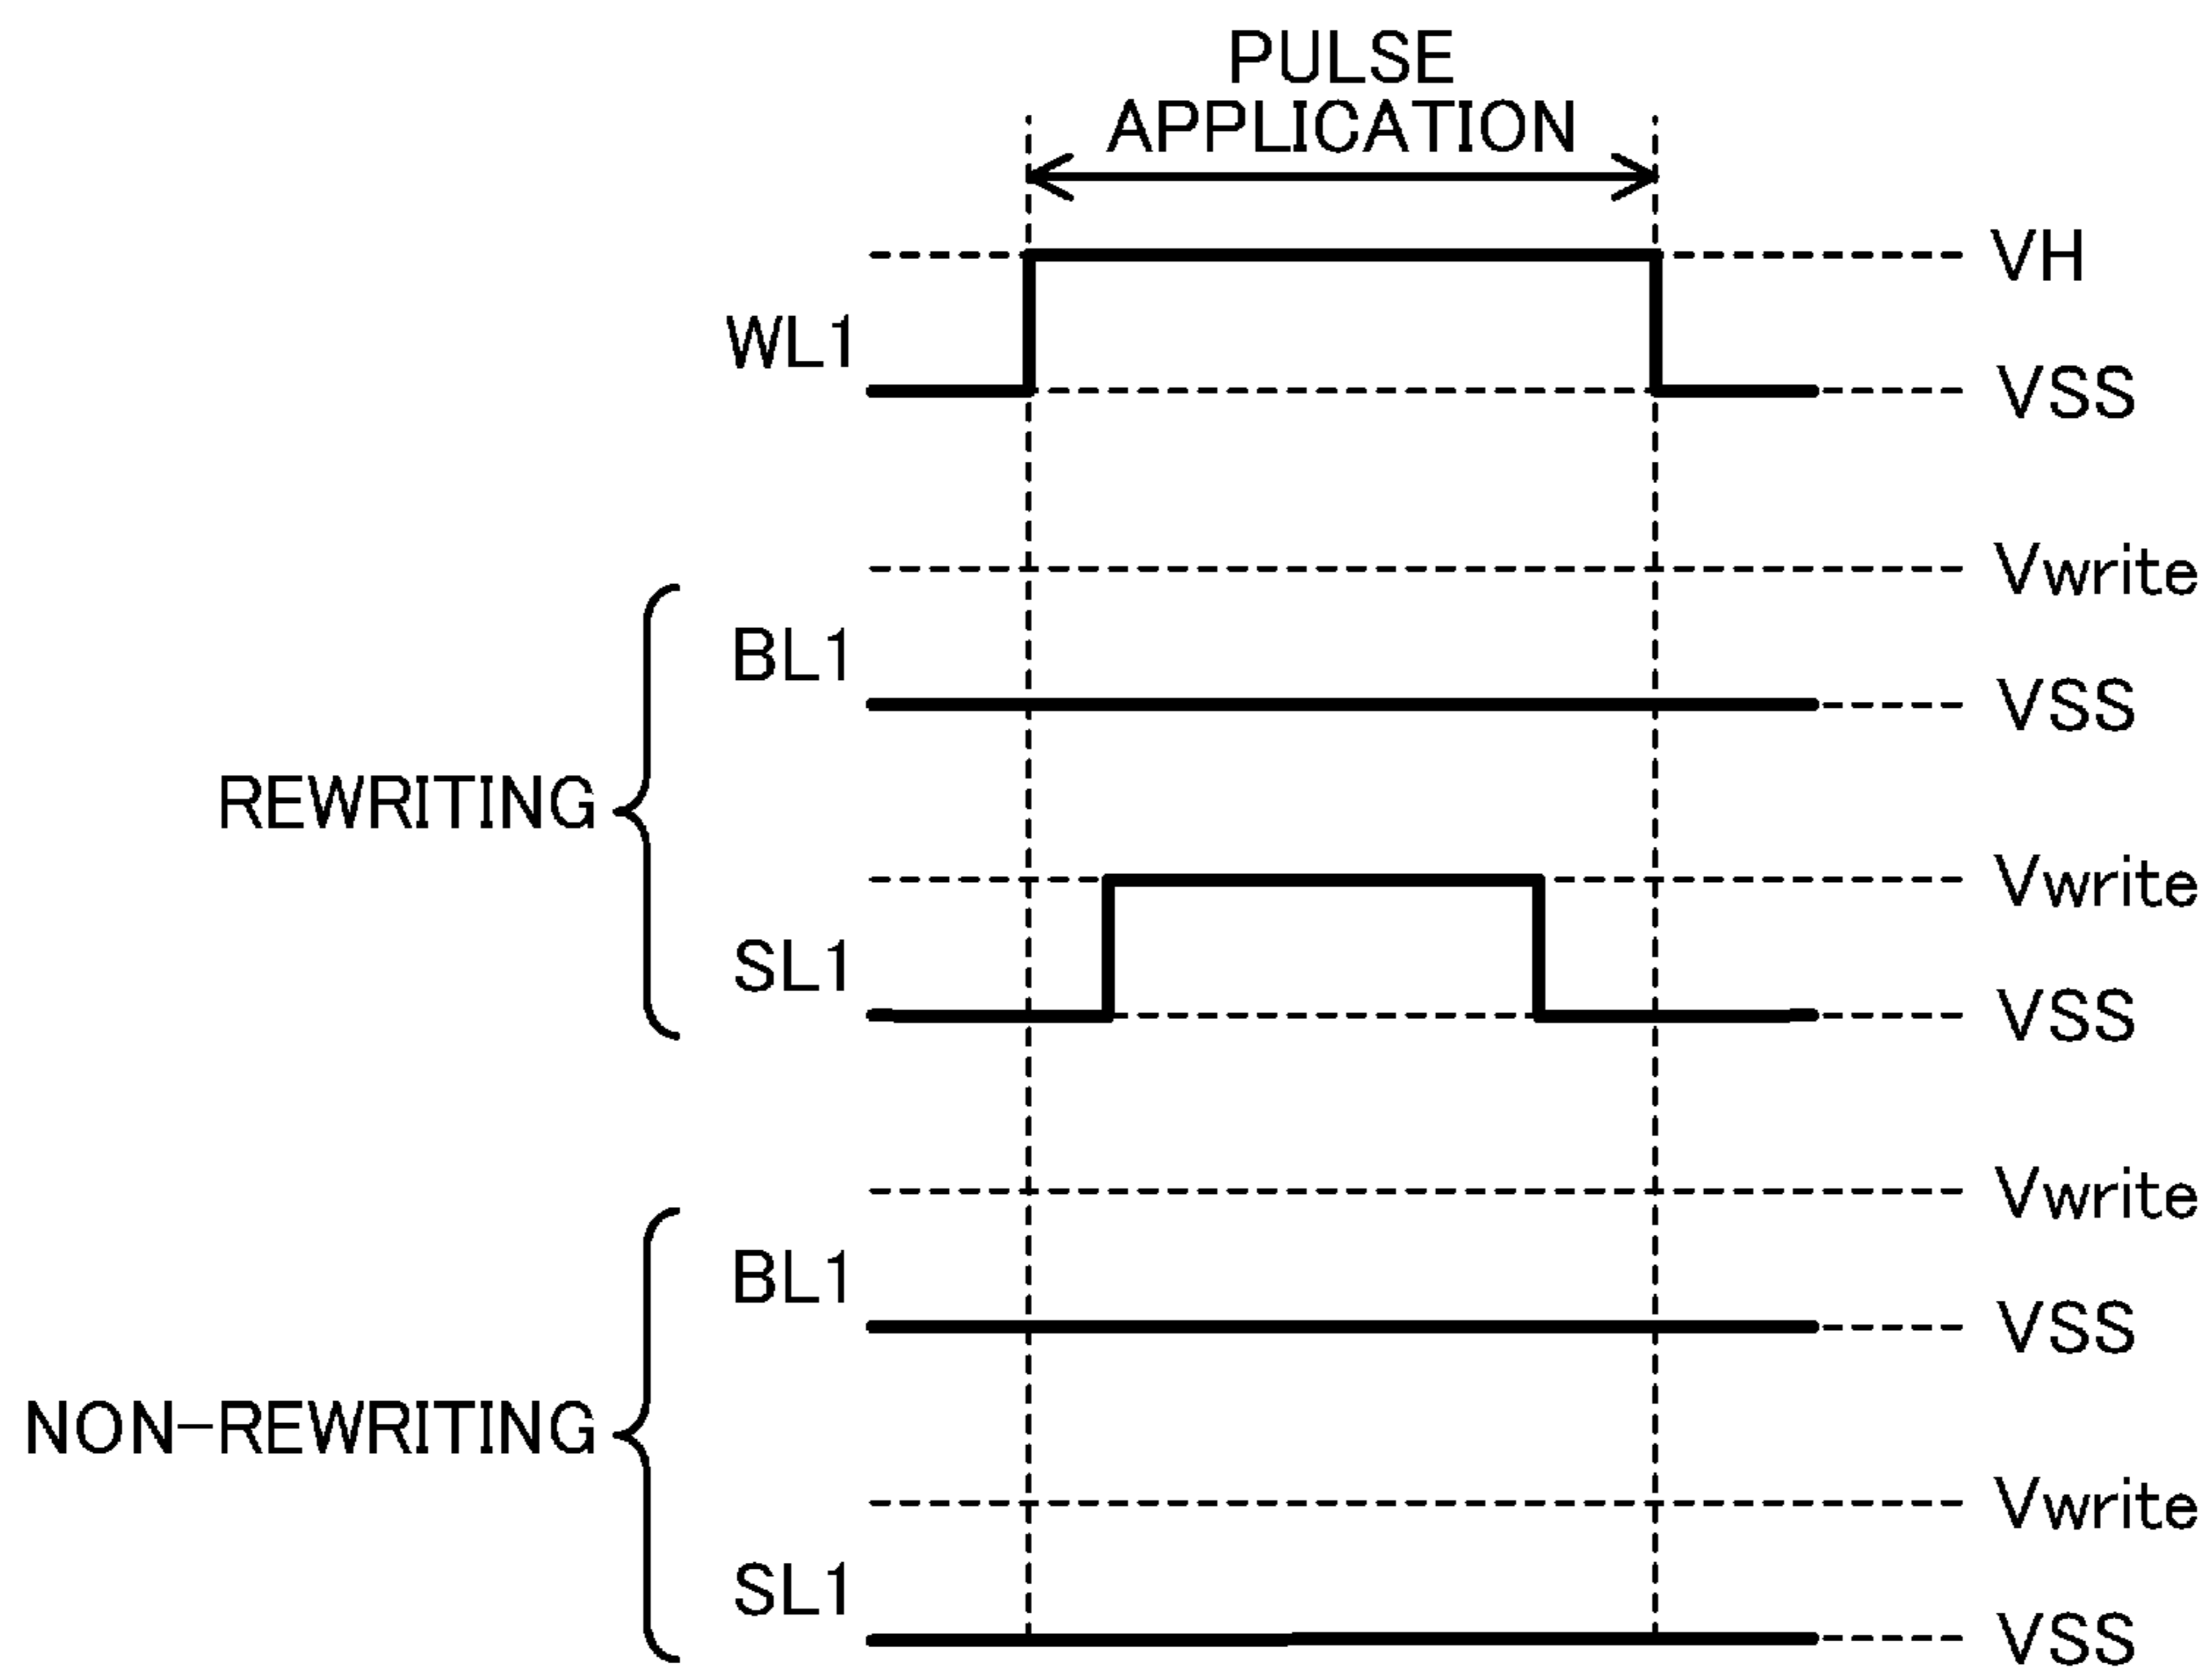 PULSE
APPLICATION
VH
WL1
VSS
Vwrite
BL1
VSS
REWRITING
Vwrite
SL1
VSS
Vwrite
BL1
VSS
NON-REWRITING
Vwrite
SL1
VSS